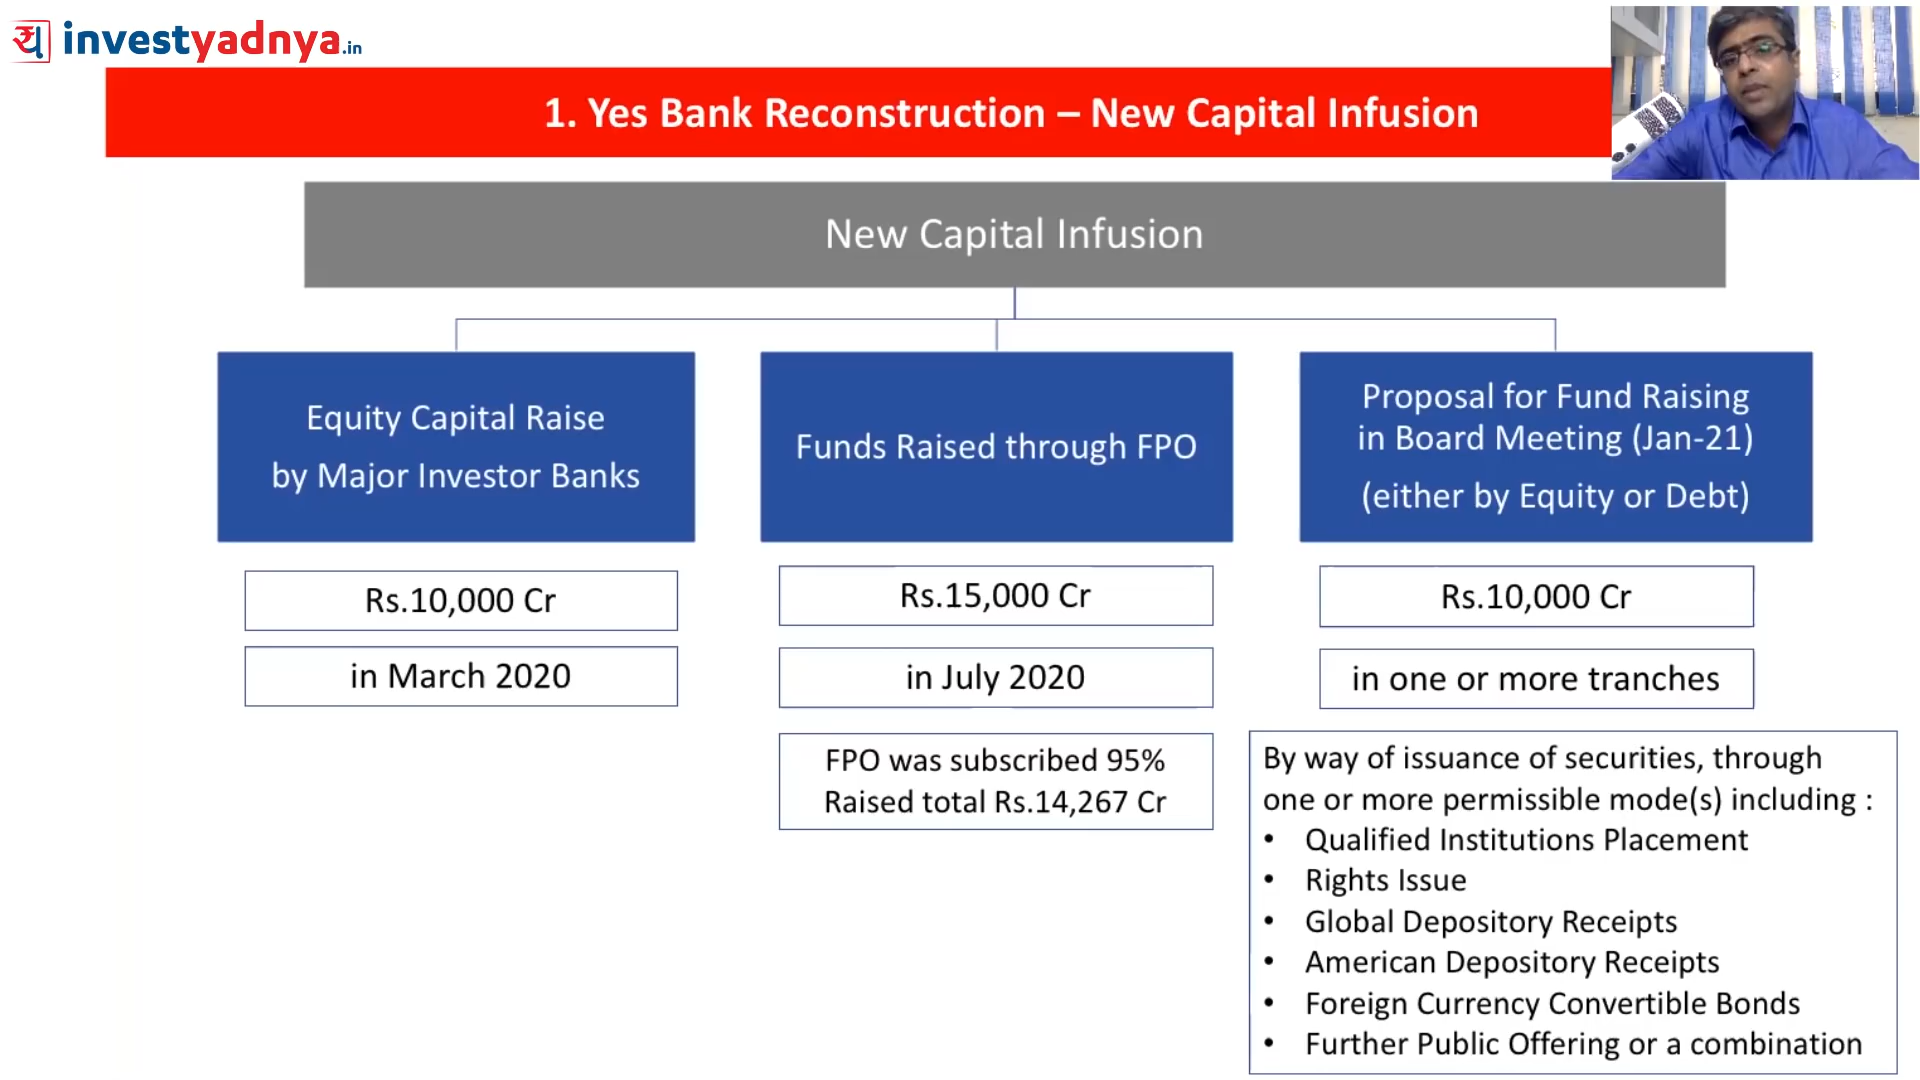 investyadnya.in
1. Yes Bank Reconstruction – New Capital Infusion
New Capital Infusion
Equity Capital Raise
by Major Investor Banks
Rs.10,000 Cr
in March 2020
Funds Raised through FPO
Rs.15,000 Cr
in July 2020
FPO was subscribed 95%
Raised total Rs.14,267 Cr
Proposal for Fund Raising
in Board Meeting (Jan-21)
(either by Equity or Debt)
Rs.10,000 Cr
in one or more tranches
By way of issuance of securities, through
one or more permissible mode(s) including :
• Qualified Institutions Placement
• Rights Issue
• Global Depository Receipts
• American Depository Receipts
• Foreign Currency Convertible Bonds
• Further Public Offering or a combination